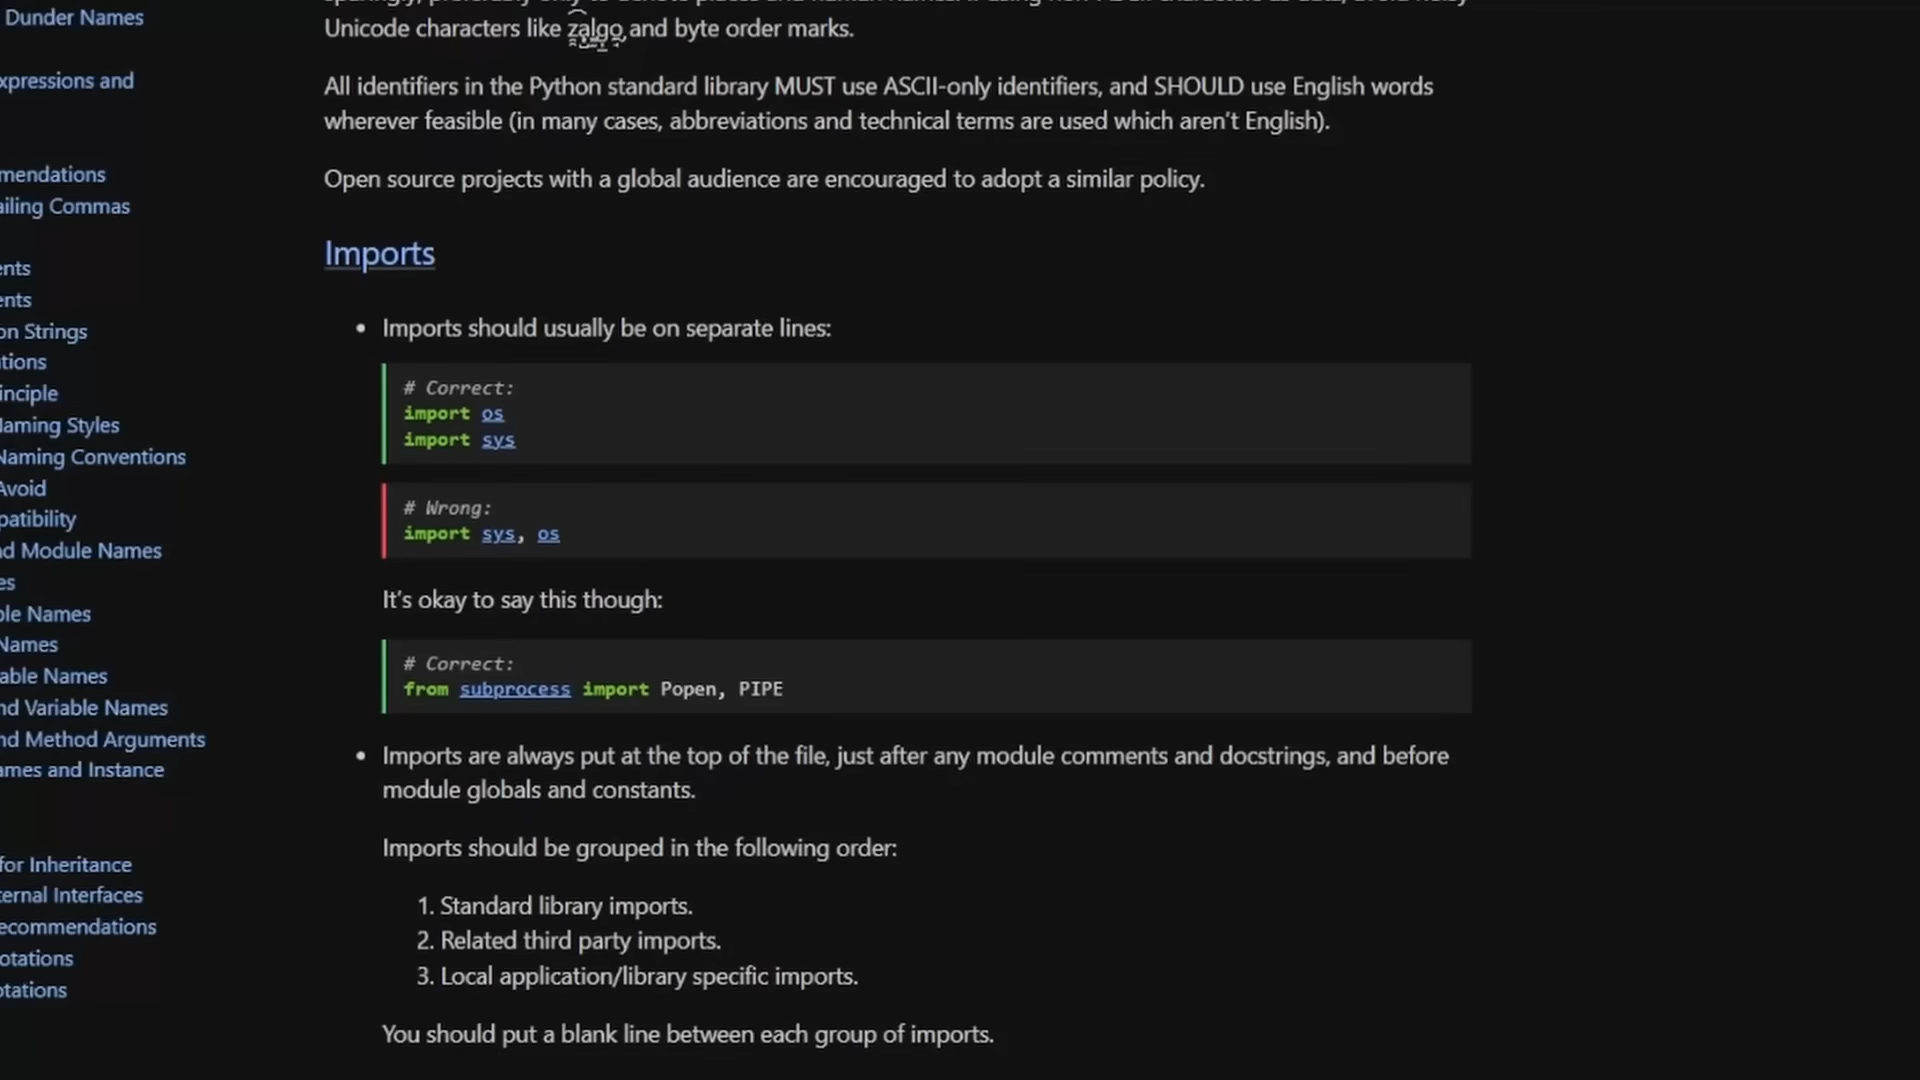 Dunder Names
xpressions and
mendations
ailing Commas
ents
ents
on Strings
tions
inciple
Naming Styles
Naming Conventions
Avoid
patibility
nd Module Names
es
ble Names
Names
able Names
nd Variable Names
nd Method Arguments
ames and Instance
for Inheritance
ternal Interfaces
ecommendations
otations
otations
Unicode characters like zalgo and byte order marks.
All identifiers in the Python standard library MUST use ASCII-only identifiers, and SHOULD use English words
wherever feasible (in many cases, abbreviations and technical terms are used which aren't English).
Open source projects with a global audience are encouraged to adopt a similar policy.
Imports
• Imports should usually be on separate lines:
# Correct:
import os
import sys
# Wrong:
import sys, os
It's okay to say this though:
# Correct:
from subprocess import Popen, PIPE
• Imports are always put at the top of the file, just after any module comments and docstrings, and before
module globals and constants.
Imports should be grouped in the following order:
1. Standard library imports.
2. Related third party imports.
3. Local application/library specific imports.
You should put a blank line between each group of imports.